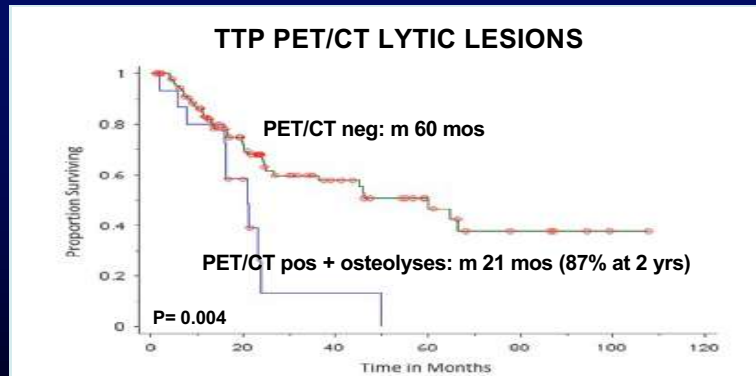 TTP PET/CT LYTIC LESIONS
1
0.8
0.6
0.4
0.2
0
Proportion Surviving
PET/CT neg: m 60 mos
PET/CT pos + osteolyses: m 21 mos (87% at 2 yrs)
P= 0.004
0 20 40 60 80 100 120
Time in Months